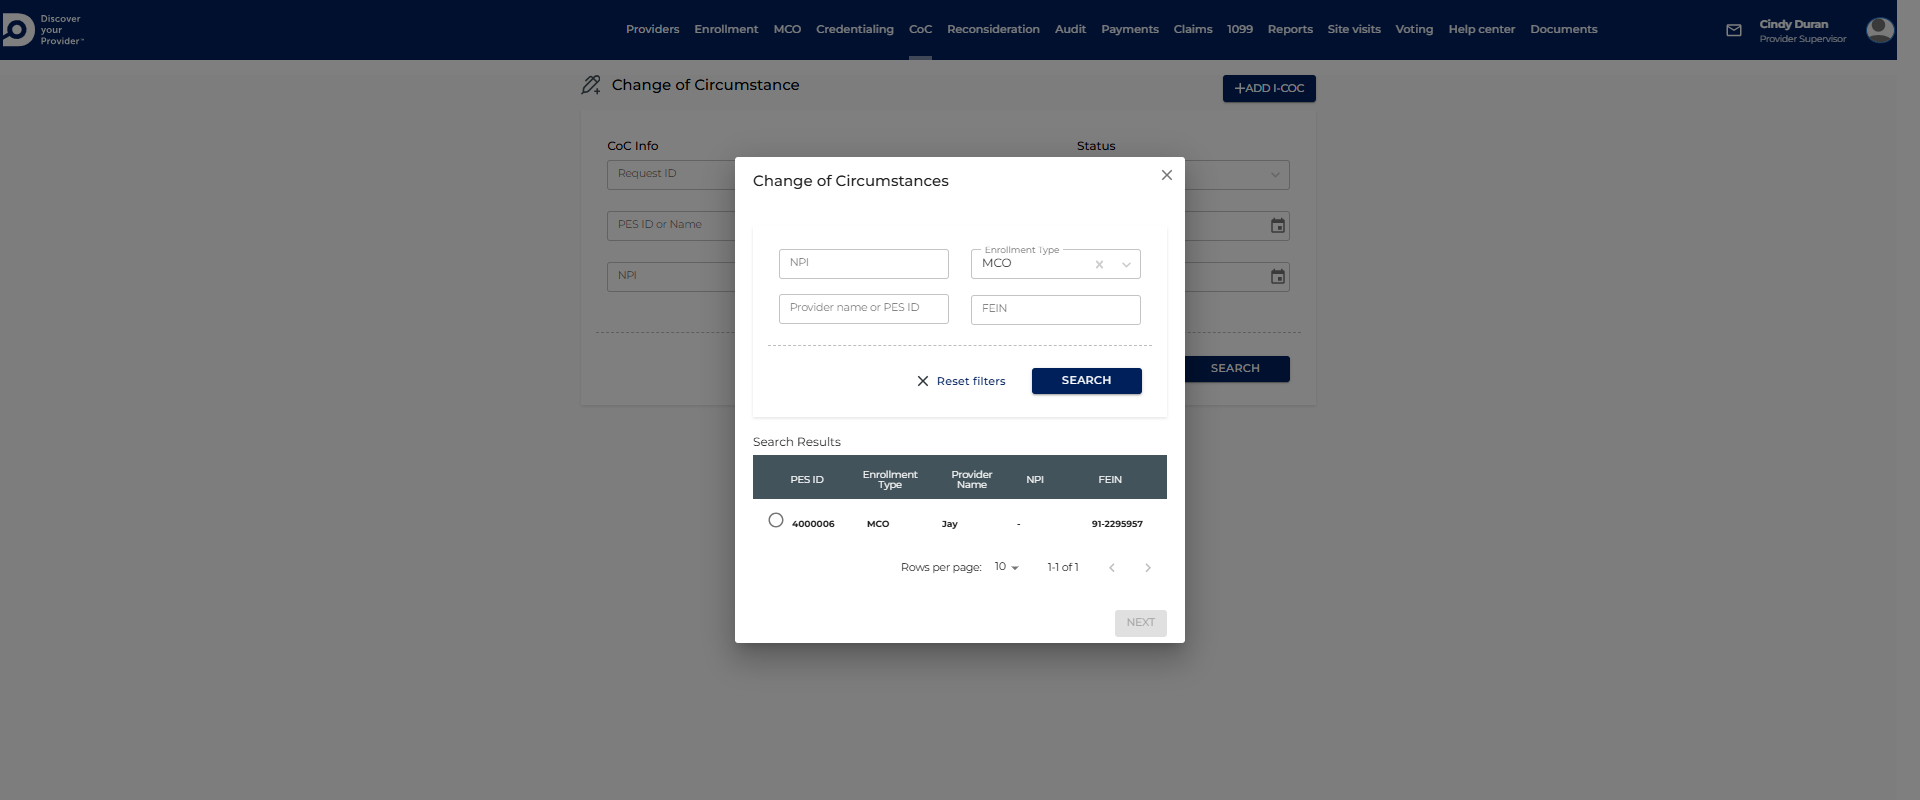 Discover
your
Provider
Providers Enrollment MCO Credentialing CoC Reconsideration Audit Payments Claims 1099 Reports Site visits Voting Help center Documents
Cindy Duran
Provider Supervisor
Change of Circumstance
+ADD I-COC
CoC Info
Status
Request ID
PES ID or Name
NPI
SEARCH
Change of Circumstances
NPI
Enrollment Type
MCO
Provider name or PES ID
FEIN
Reset filters
SEARCH
Search Results
PES ID Enrollment Type Provider Name NPI FEIN
4000006 MCO Jay - 91-2295957
Rows per page: 10 1-1 of 1
NEXT